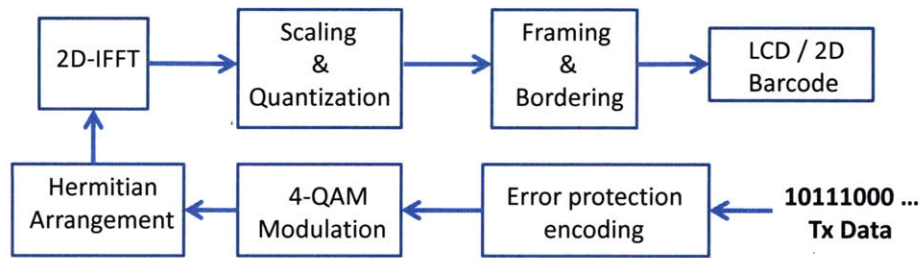 2D-IFFT
Scaling
&
Quantization
Framing
&
Bordering
LCD / 2D
Barcode
Hermitian
Arrangement
4-QAM
Modulation
Error protection
encoding
10111000 ...
Tx Data